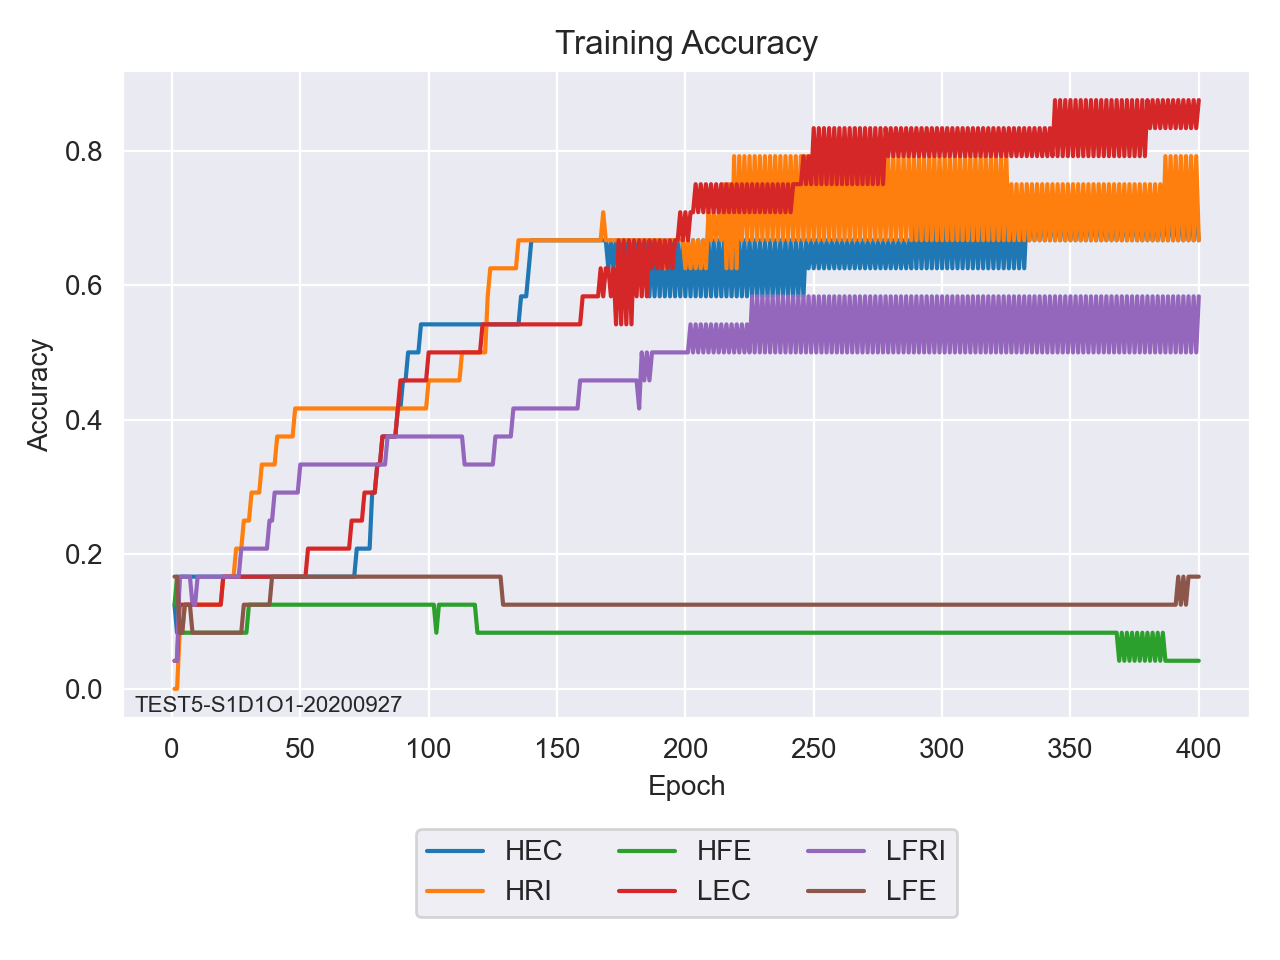 Training Accuracy
Accuracy
0.8
0.6
0.4
0.2
0.0
TEST5-S1D1O1-20200927
0 50 100 150 200 250 300 350 400
Epoch
HEC HFE LFRI
HRI LEC LFE